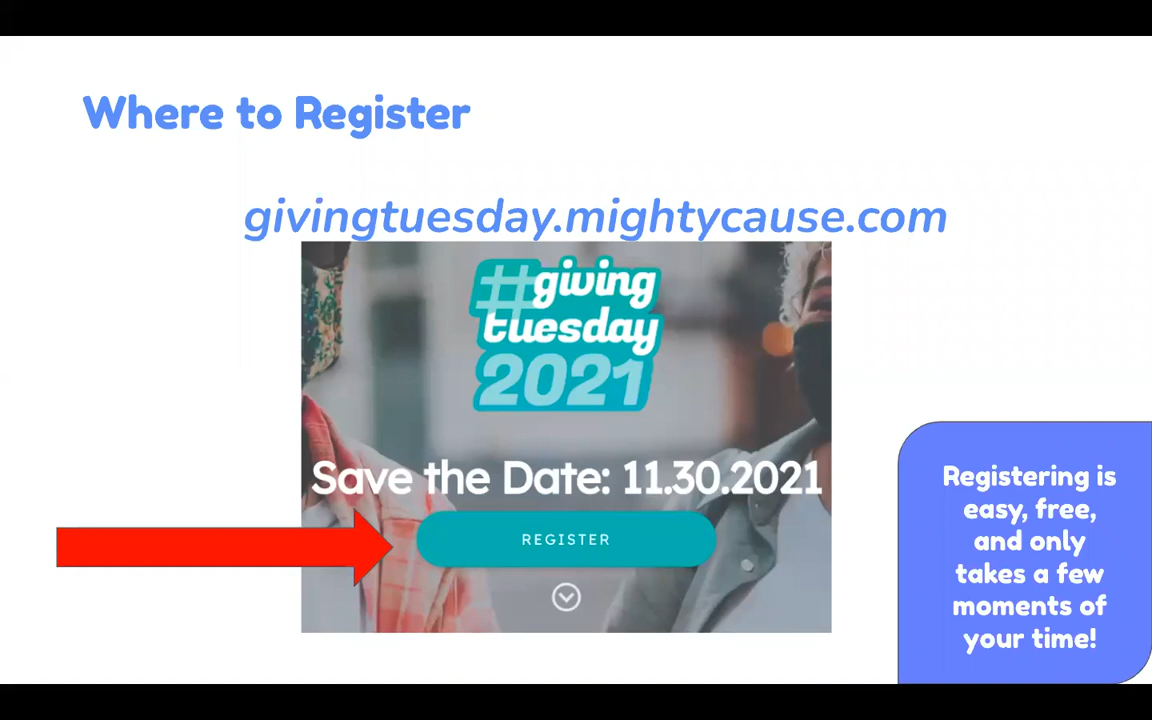 Where to Register
givingtuesday.mightycause.com
#giving
tuesday
2021
Save the Date: 11.30.2021
REGISTER
Registering is
easy, free,
and only
takes a few
moments of
your time!